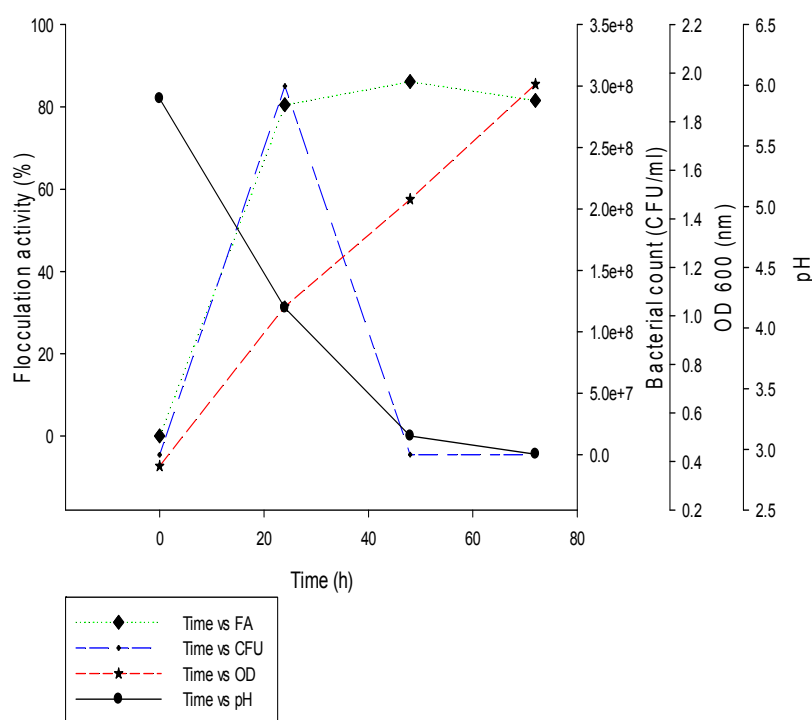 Flocculation activity (%)
100
80
60
40
20
0
0
20
40
60
80
Time (h)
3.5e+8
3.0e+8
2.5e+8
2.0e+8
1.5e+8
1.0e+8
5.0e+7
0.0
Bacterial count (CFU/ml)
2.2
2.0
1.8
1.6
1.4
1.2
1.0
0.8
0.6
0.4
0.2
OD 600 (nm)
6.5
6.0
5.5
5.0
4.5
4.0
3.5
3.0
2.5
pH
Time vs FA
Time vs CFU
Time vs OD
Time vs pH